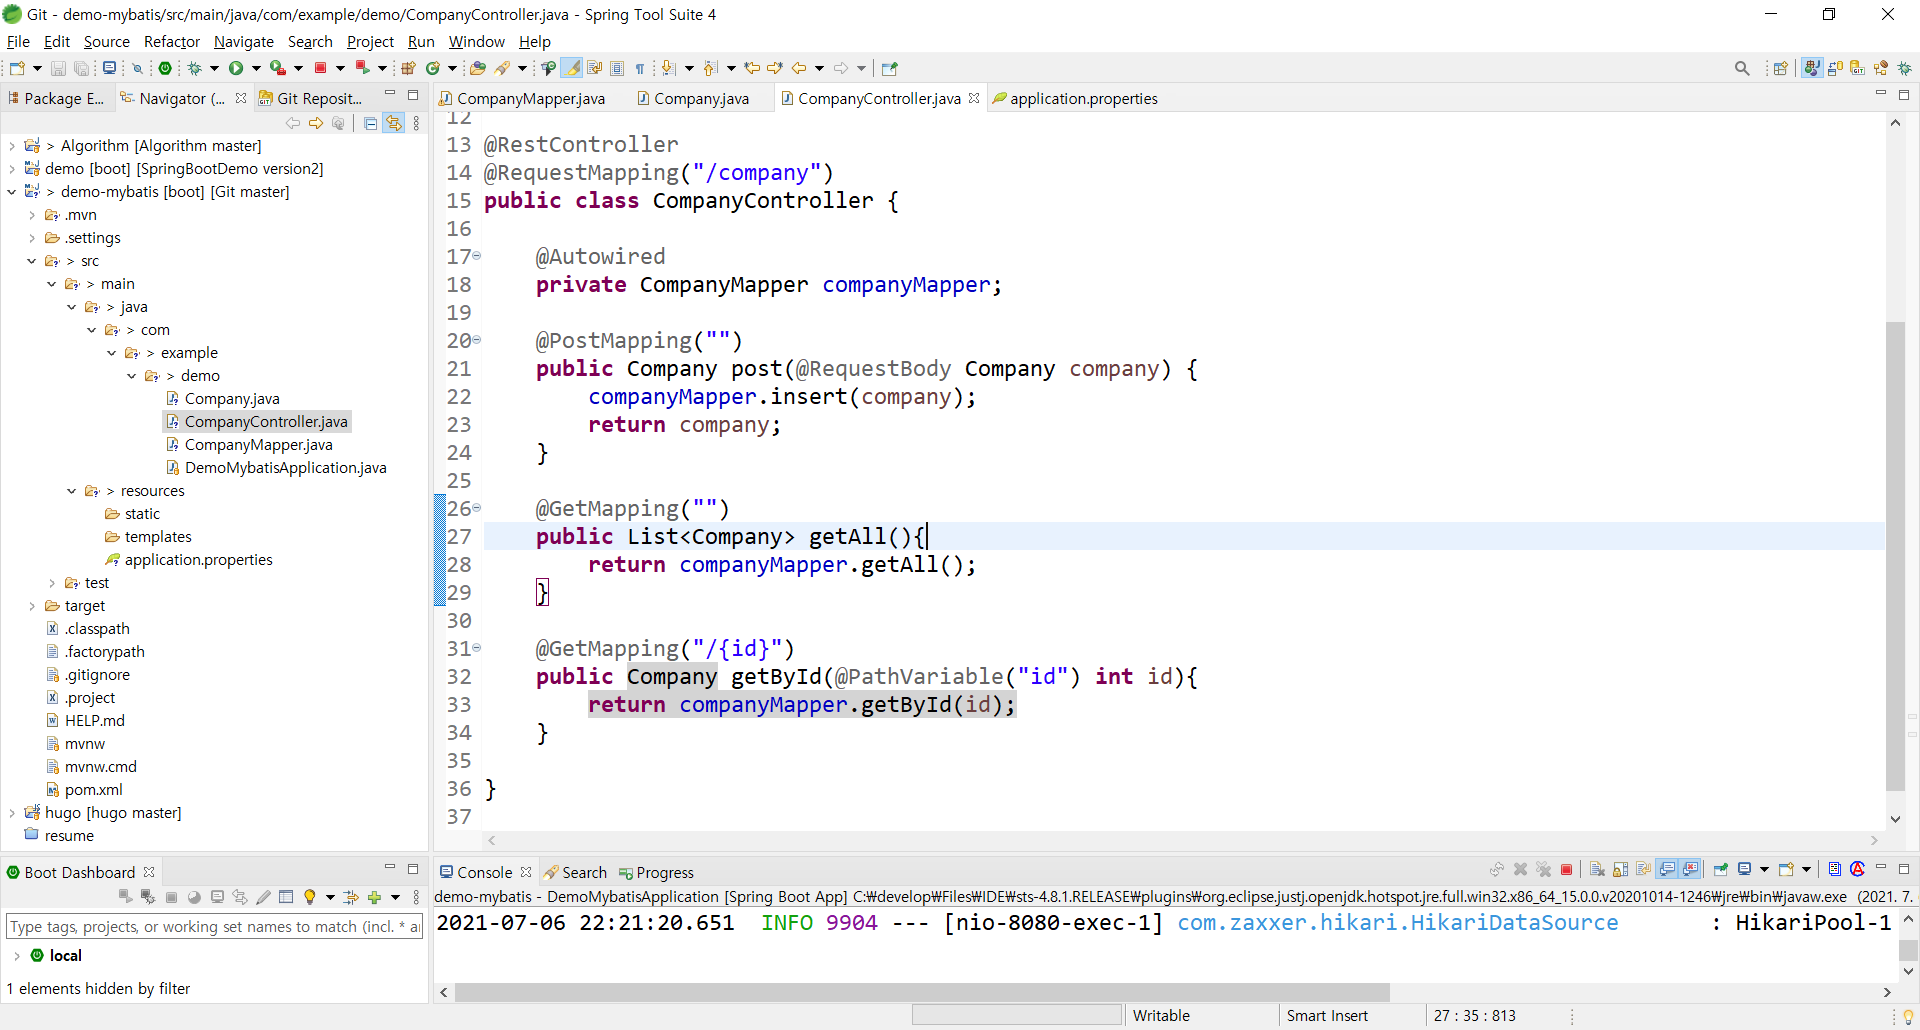 Git - demo-mybatis/src/main/java/com/example/demo/CompanyController.java - Spring Tool Suite 4
File Edit Source Refactor Navigate Search Project Run Window Help
Package E... Navigator (... Git Reposit...
> Algorithm [Algorithm master]
demo [boot] [SpringBootDemo version2]
> demo-mybatis [boot] [Git master]
.mvn
.settings
> src
> main
> java
> com
> example
> demo
Company.java
CompanyController.java
CompanyMapper.java
DemoMybatisApplication.java
> resources
static
templates
application.properties
test
target
.classpath
.factorypath
.gitignore
.project
HELP.md
mvnw
mvnw.cmd
pom.xml
hugo [hugo master]
resume
CompanyMapper.java Company.java CompanyController.java application.properties
12
13 @RestController
14 @RequestMapping("/company")
15 public class CompanyController {
16
17 @Autowired
18 private CompanyMapper companyMapper;
19
20 @PostMapping("")
21 public Company post(@RequestBody Company company) {
22 companyMapper.insert(company);
23 return company;
24 }
25
26 @GetMapping("")
27 public List<Company> getAll(){
28 return companyMapper.getAll();
29 }
30
31 @GetMapping("/{id}")
32 public Company getById(@PathVariable("id") int id){
33 return companyMapper.getById(id);
34 }
35
36 }
37
Boot Dashboard
Type tags, projects, or working set names to match (incl. * a
local
1 elements hidden by filter
Console Search Progress
demo-mybatis - DemoMybatisApplication [Spring Boot App] C:₩develop₩Files₩IDE₩sts-4.8.1.RELEASE₩plugins₩org.eclipse.justj.openjdk.hotspot.jre.full.win32.x86_64_15.0.0.v20201014-1246₩jre₩bin₩javaw.exe (2021. 7.
2021-07-06 22:21:20.651 INFO 9904 --- [nio-8080-exec-1] com.zaxxer.hikari.HikariDataSource : HikariPool-1
Writable Smart Insert 27 : 35 : 813